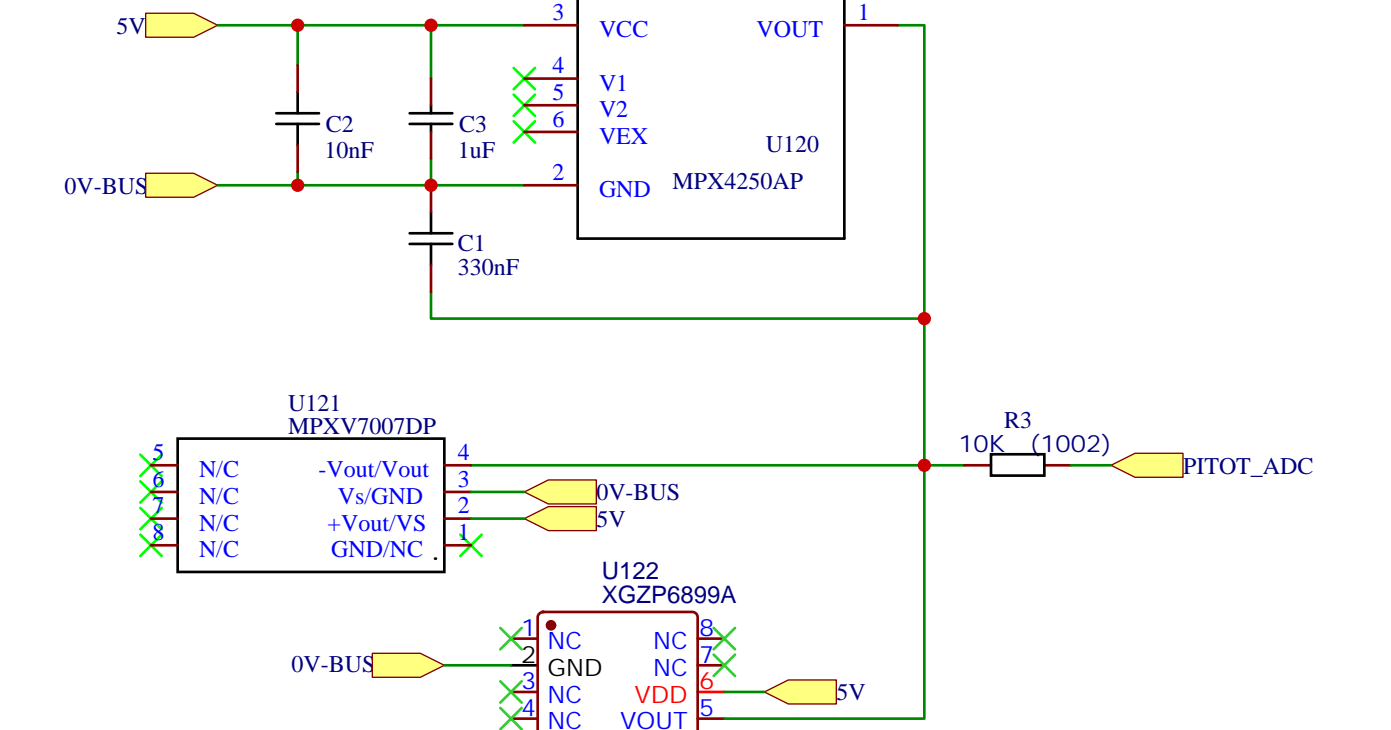 3
1
5V
VCC
VOUT
4
V1
5
V2
6
VEX
C2
10nF
C3
1uF
U120
MPX4250AP
0V-BUS
2
GND
C1
330nF
U121
MPXV7007DP
R3
10K (1002)
5
N/C
-Vout/Vout
4
PITOT_ADC
6
N/C
Vs/GND
3
0V-BUS
7
N/C
+Vout/VS
2
5V
8
N/C
GND/NC
1
U122
XGZP6899A
1
NC
NC
8
0V-BUS
2
GND
NC
7
3
NC
VDD
6
5V
4
NC
VOUT
5